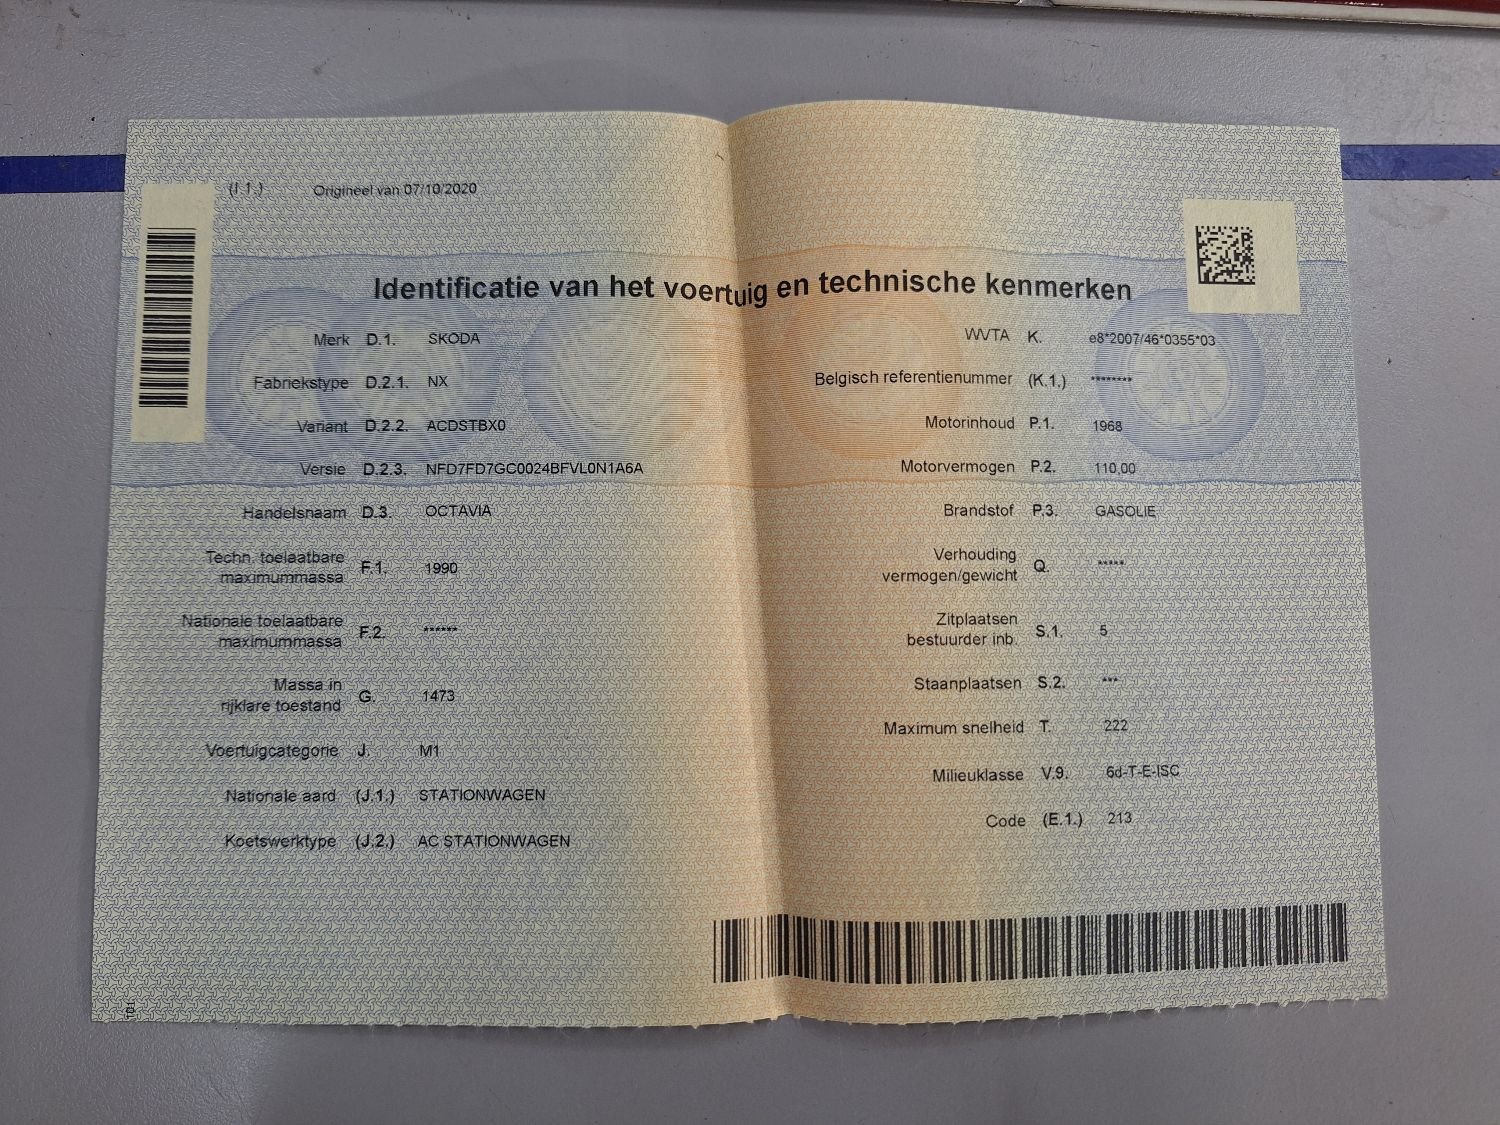 (I.1.) Origineel van 07/10/2020
Identificatie van het voertuig en technische kenmerken
Merk D.1. SKODA
Fabriekstype D.2.1. NX
Variant D.2.2. ACDSTBX0
Versie D.2.3. NFD7FD7GC0024BFVL0N1A6A
Handelsnaam D.3. OCTAVIA
Techn. toelaatbare
maximummassa F.1. 1990
Nationale toelaatbare
maximummassa F.2. ******
Massa in
rijklare toestand G. 1473
Voertuigcategorie J. M1
Nationale aard (J.1.) STATIONWAGEN
Koetswerktype (J.2.) AC STATIONWAGEN
101
WVTA K. e8*2007/46*0355*03
Belgisch referentienummer (K.1.) ********
Motorinhoud P.1. 1968
Motorvermogen P.2. 110,00
Brandstof P.3. GASOLIE
Verhouding
vermogen/gewicht Q. *****
Zitplaatsen
bestuurder inb. S.1. 5
Staanplaatsen S.2. ***
Maximum snelheid T. 222
Milieuklasse V.9. 6d-T-E-ISC
Code (E.1.) 213